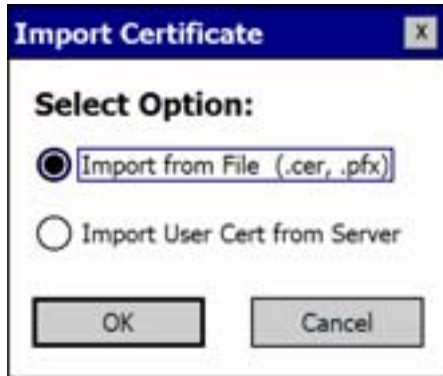 Import Certificate X
Select Option:
Import from File (.cer, .pfx)
Import User Cert from Server
OK Cancel